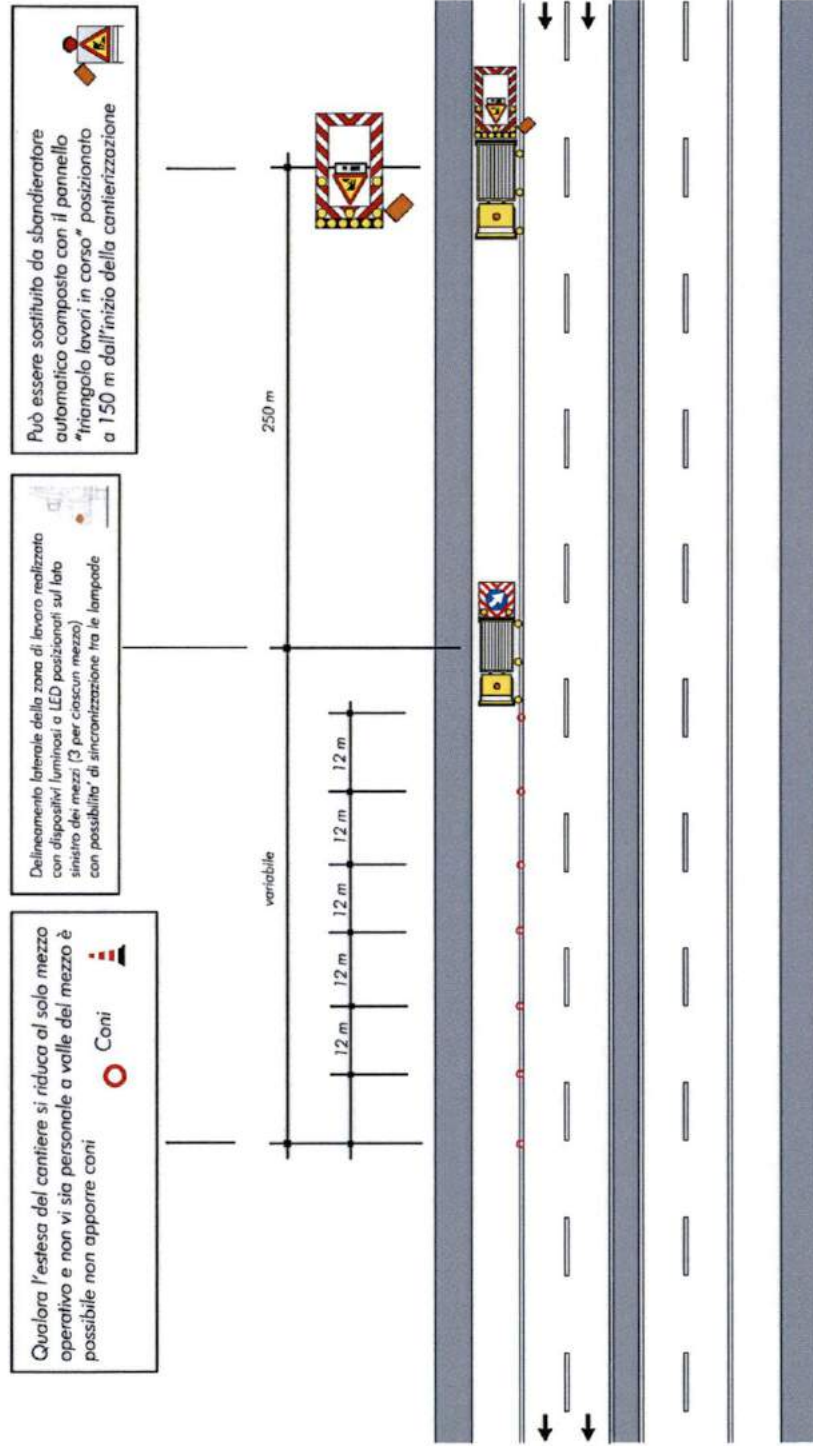 Qualora l'estesa del cantiere si riduca al solo mezzo
operativo e non vi sia personale a valle del mezzo è
possibile non apporre coni
Coni
Delineamento laterale della zona di lavoro realizzato
con dispositivi luminosi a LED posizionati sul lato
sinistro dei mezzi (3 per ciascun mezzo)
con possibilita' di sincronizzazione tra le lampade
Può essere sostituito da sbandieratore
automatico composto con il pannello
"triangolo lavori in corso" posizionato
a 150 m dall'inizio della cantierizzazione
variabile
250 m
12 m
12 m
12 m
12 m
12 m